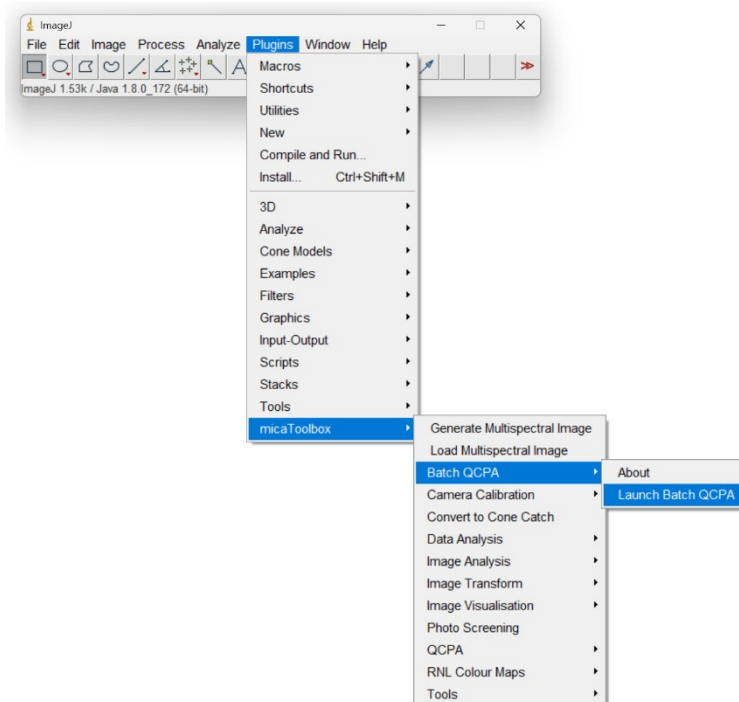 ImageJ
File Edit Image Process Analyze Plugins Window Help
A
ImageJ 1.53k / Java 1.8.0_172 (64-bit)
Macros
Shortcuts
Utilities
New
Compile and Run...
Install... Ctrl+Shift+M
3D
Analyze
Cone Models
Examples
Filters
Graphics
Input-Output
Scripts
Stacks
Tools
micaToolbox
Generate Multispectral Image
Load Multispectral Image
Batch QCPA
Camera Calibration
Convert to Cone Catch
Data Analysis
Image Analysis
Image Transform
Image Visualisation
Photo Screening
QCPA
RNL Colour Maps
Tools
About
Launch Batch QCPA